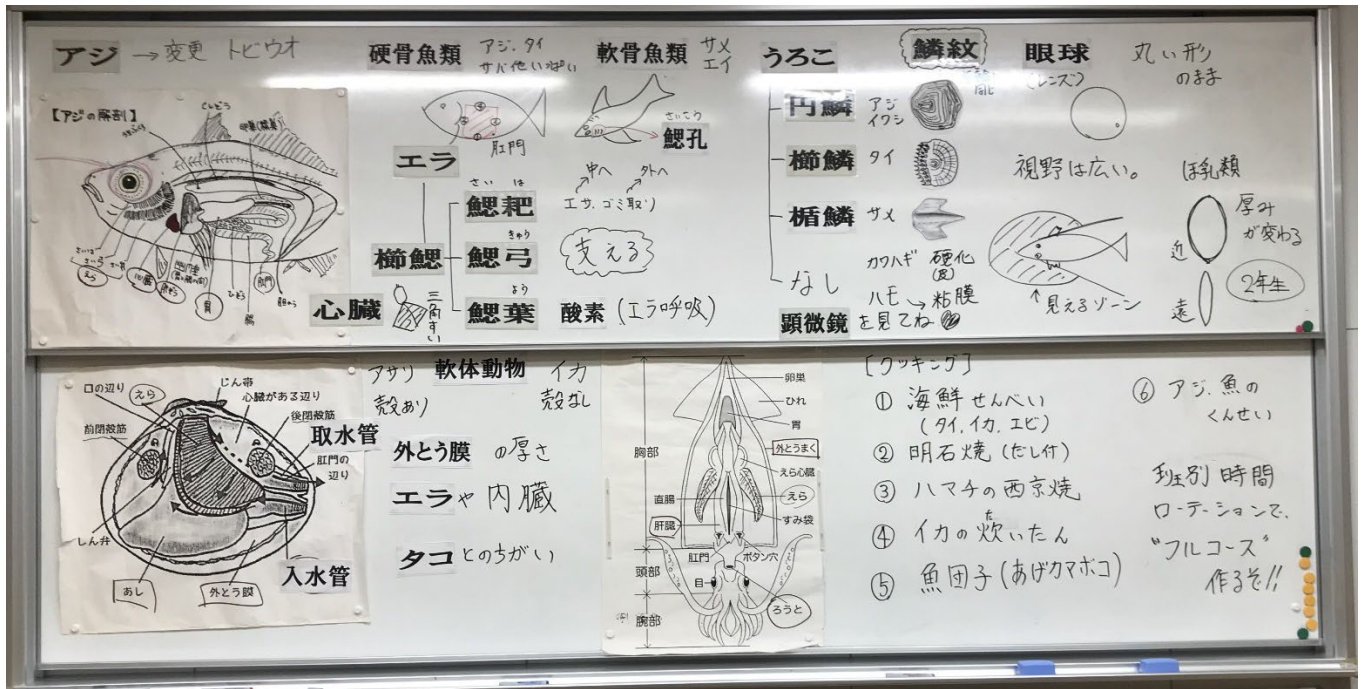 アジ → 変更 トビウオ
【アジの解剖】
えら
心臓
胃
腸
肛門
硬骨魚類 アジ、タイ
サバ他いっぱい
軟骨魚類 サメ
エイ
肛門
さいこう
鰓孔
エラ
さい は
鰓耙
中へ 外へ
エサ、ゴミ取り
櫛鰓
きゅう
鰓弓
支える
よう
鰓葉
酸素 (エラ呼吸)
心臓
三角すい
うろこ
鱗紋
円鱗 アジ
イワシ
櫛鱗 タイ
楯鱗 サメ
なし
カワハギ 硬化
(皮)
ハモ → 粘膜
顕微鏡を見てね
眼球
(レンズ)
丸い形
のまま
視野は広い。
↑見えるゾーン
ほ乳類
厚み
が変わる
近
遠
2年生
口の辺り
えら
じん帯
心臓がある辺り
後閉殻筋
前閉殻筋
取水管
肛門の
辺り
しん弁
あし
外とう膜
入水管
アサリ 軟体動物 イカ
殻あり 殻なし
外とう膜 の厚さ
エラや内臓
タコとのちがい
卵巣
ひれ
胃
外とうまく
胸部
えら心臓
えら
直腸
すみ袋
肝臓
肛門
ボタン穴
頭部
目
ろうと
腕部
[クッキング]
① 海鮮せんべい
(タイ、イカ、エビ)
② 明石焼 (だし付)
③ ハマチの西京焼
た
④ イカの炊いたん
⑤ 魚団子 (あげカマボコ)
⑥ アジ、魚の
くんせい
班別時間
ローテーションで、
"フルコース"
作るぞ!!